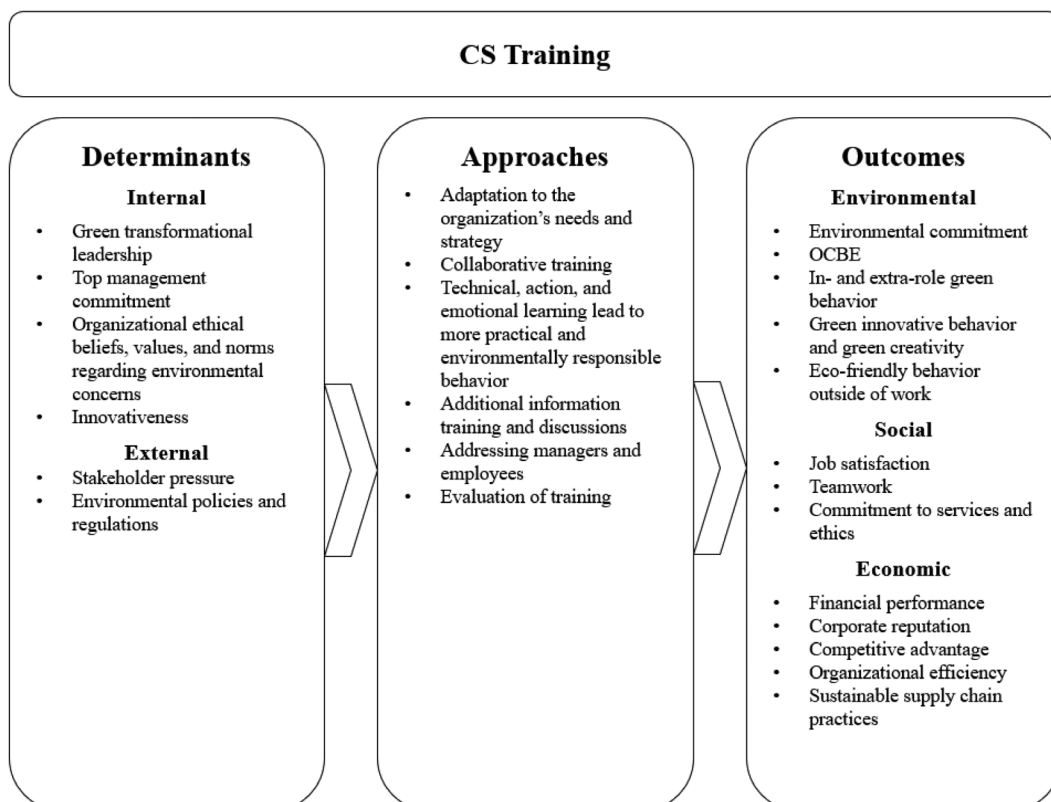 CS Training
Determinants
Internal
• Green transformational
leadership
• Top management
commitment
• Organizational ethical
beliefs, values, and norms
regarding environmental
concerns
• Innovativeness
External
• Stakeholder pressure
• Environmental policies and
regulations
Approaches
• Adaptation to the
organization’s needs and
strategy
• Collaborative training
• Technical, action, and
emotional learning lead to
more practical and
environmentally responsible
behavior
• Additional information
training and discussions
• Addressing managers and
employees
• Evaluation of training
Outcomes
Environmental
• Environmental commitment
• OCBE
• In- and extra-role green
behavior
• Green innovative behavior
and green creativity
• Eco-friendly behavior
outside of work
Social
• Job satisfaction
• Teamwork
• Commitment to services and
ethics
Economic
• Financial performance
• Corporate reputation
• Competitive advantage
• Organizational efficiency
• Sustainable supply chain
practices